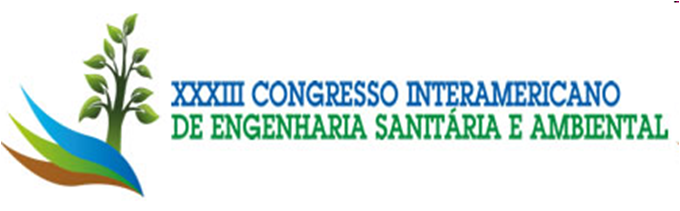 XXXIII CONGRESSO INTERAMERICANO
DE ENGENHARIA SANITÁRIA E AMBIENTAL